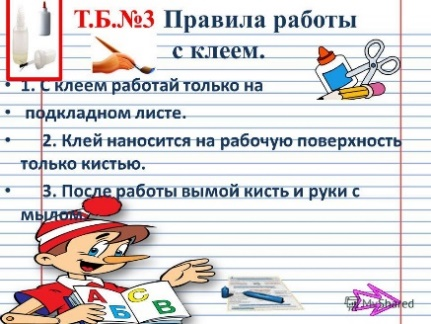 Т.Б.№3 Правила работы
с клеем.
• 1. С клеем работай только на
• подкладном листе.
• 2. Клей наносится на рабочую поверхность
только кистью.
• 3. После работы вымой кисть и руки с
мылом.
А Б С В
MyShared